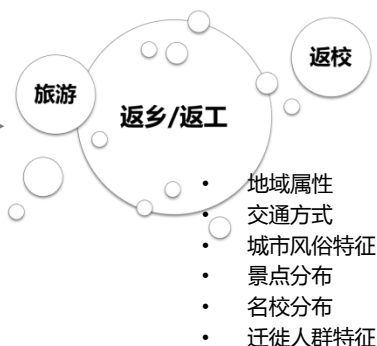 返校
旅游
返乡/返工
• 地域属性
• 交通方式
• 城市风俗特征
• 景点分布
• 名校分布
• 迁徙人群特征